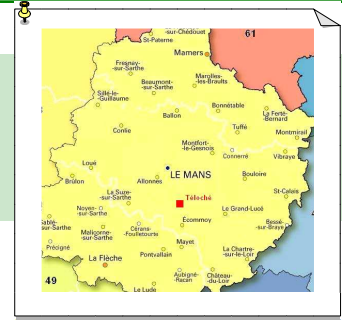 -sur-Chédouet
61
St-Paterne
Mamers
Fresnay-
-sur-Sarthe
Marolles-
-les-Braults
Beaumont-
-sur-Sarthe
Sillé-le-
-Guillaume
Bonnétable
La Ferté-
-Bernard
Ballon
Tuffé
Montmirail
Conlie
Montfort-
-le-Gesnois
Connerré
Vibraye
Loué
LE MANS
Bouloire
Brûlon
Allonnes
St-Calais
La Suze-
-sur-Sarthe
Téloché
Noyen-
-sur-Sarthe
Le Grand-Lucé
Écommoy
Bessé-
-sur-Braye
Sablé-
-sur-Sarthe
Malicorne-
-sur-Sarthe
Cérans-
-Foulletourte
Mayet
Précigné
La Chartre-
-sur-le-Loir
Pontvallain
La Flèche
Aubigné-
-Racan
Château-
-du-Loir
49
Le Lude